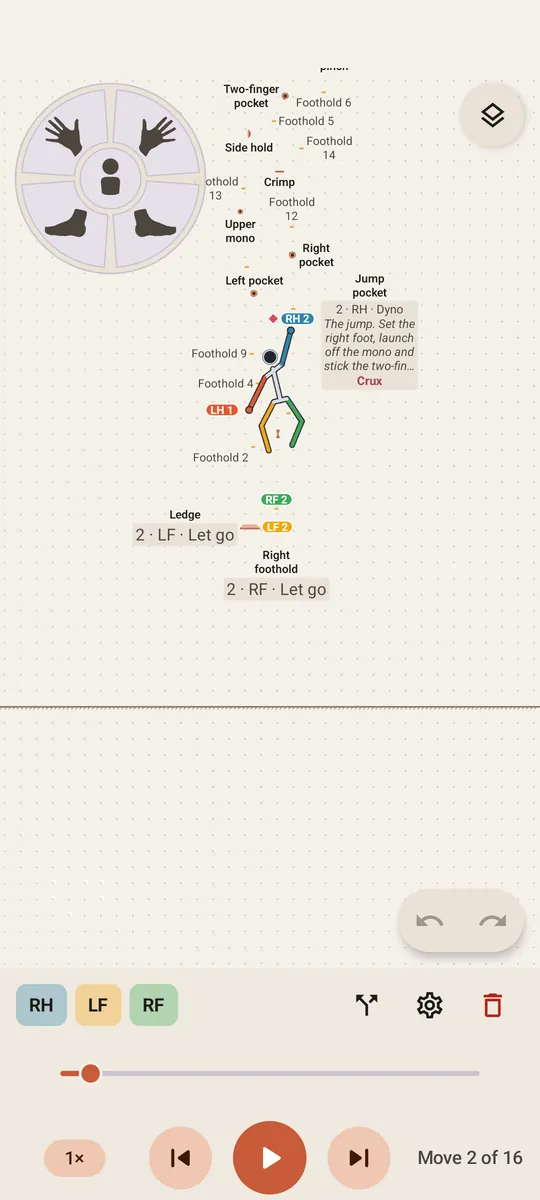 Two-finger
pocket
Foothold 6
Foothold 5
Side hold
Foothold
14
Crimp
13
Foothold
12
Upper
mono
Right
pocket
Left pocket
Jump
pocket
RH 2
2 · RH · Dyno
The jump. Set the
right foot, launch
off the mono and
stick the two-fin…
Crux
Foothold 9
Foothold 4
LH 1
Foothold 2
RF 2
Ledge
LF 2
2 · LF · Let go
Right
foothold
2 · RF · Let go
RH
LF
RF
1×
Move 2 of 16